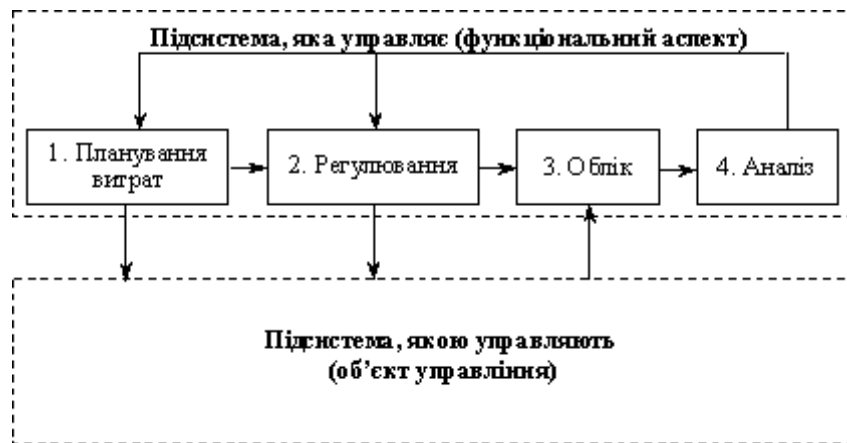 Підсистема, яка управляє (функціональний аспект)
1. Планування
витрат
2. Регулювання
3. Облік
4. Аналіз
Підсистема, якою управляють
(об’єкт управління)